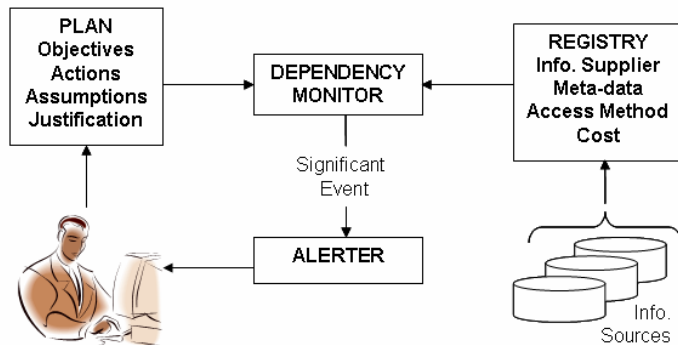 PLAN
Objectives
Actions
Assumptions
Justification
DEPENDENCY
MONITOR
REGISTRY
Info. Supplier
Meta-data
Access Method
Cost
Significant
Event
ALERTER
Info.
Sources